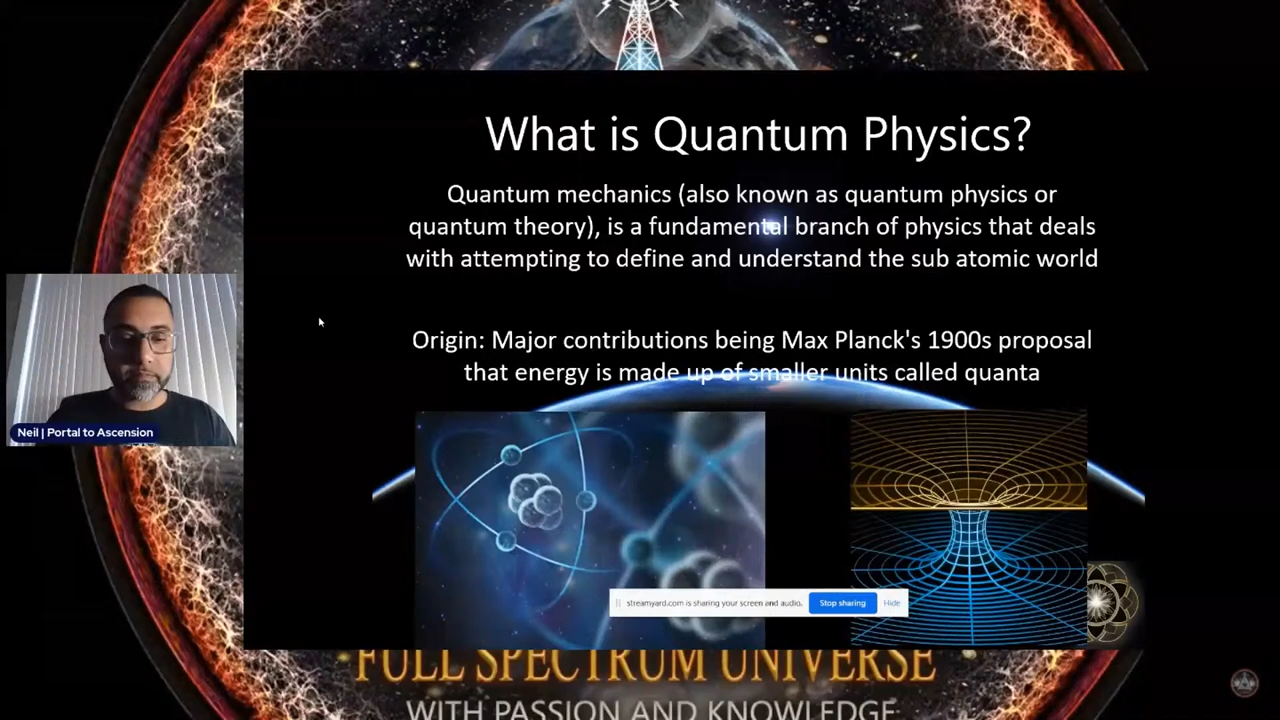 What is Quantum Physics?
Quantum mechanics (also known as quantum physics or
quantum theory), is a fundamental branch of physics that deals
with attempting to define and understand the sub atomic world
Origin: Major contributions being Max Planck's 1900s proposal
that energy is made up of smaller units called quanta
Neil | Portal to Ascension
streamyard.com is sharing your screen and audio.
Stop sharing
Hide
FULL SPECTRUM UNIVERSE
WITH PASSION AND KNOWLEDGE